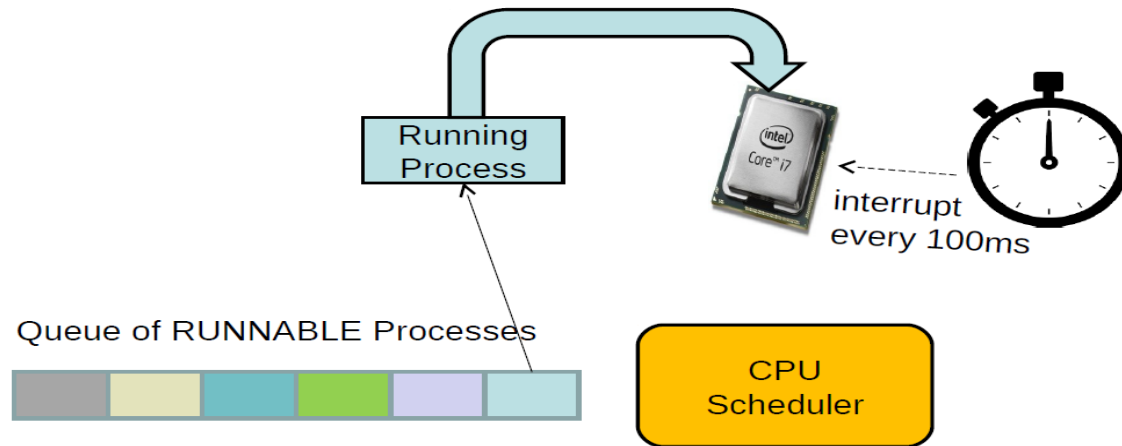 Running
Process
intel
Core™ i7
interrupt
every 100ms
Queue of RUNNABLE Processes
CPU
Scheduler